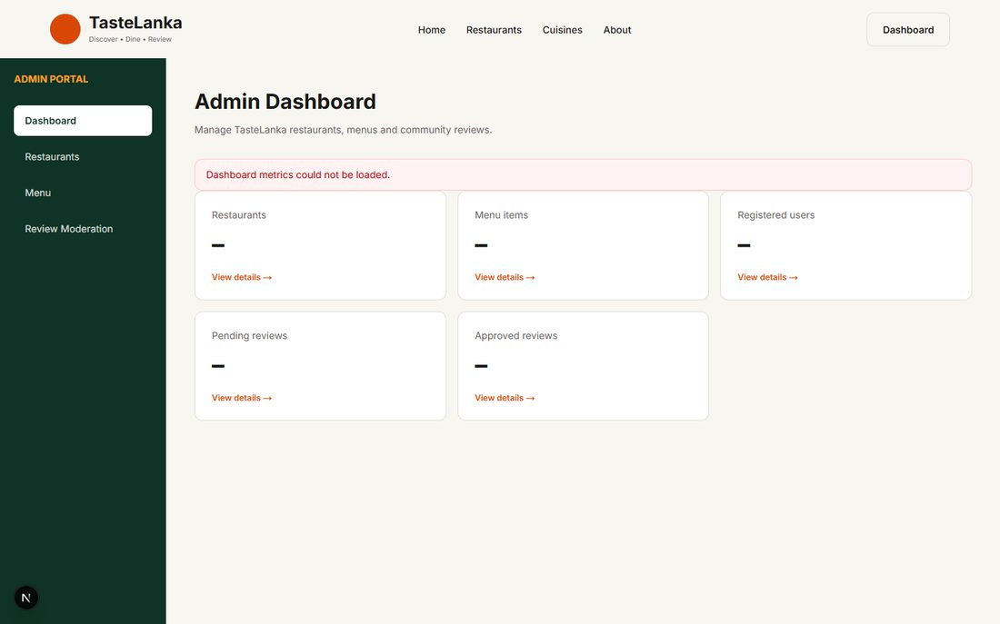 TasteLanka
Discover • Dine • Review
Home Restaurants Cuisines About
Dashboard
ADMIN PORTAL
Dashboard
Restaurants
Menu
Review Moderation
Admin Dashboard
Manage TasteLanka restaurants, menus and community reviews.
Dashboard metrics could not be loaded.
Restaurants
–
View details →
Menu items
–
View details →
Registered users
–
View details →
Pending reviews
–
View details →
Approved reviews
–
View details →
N